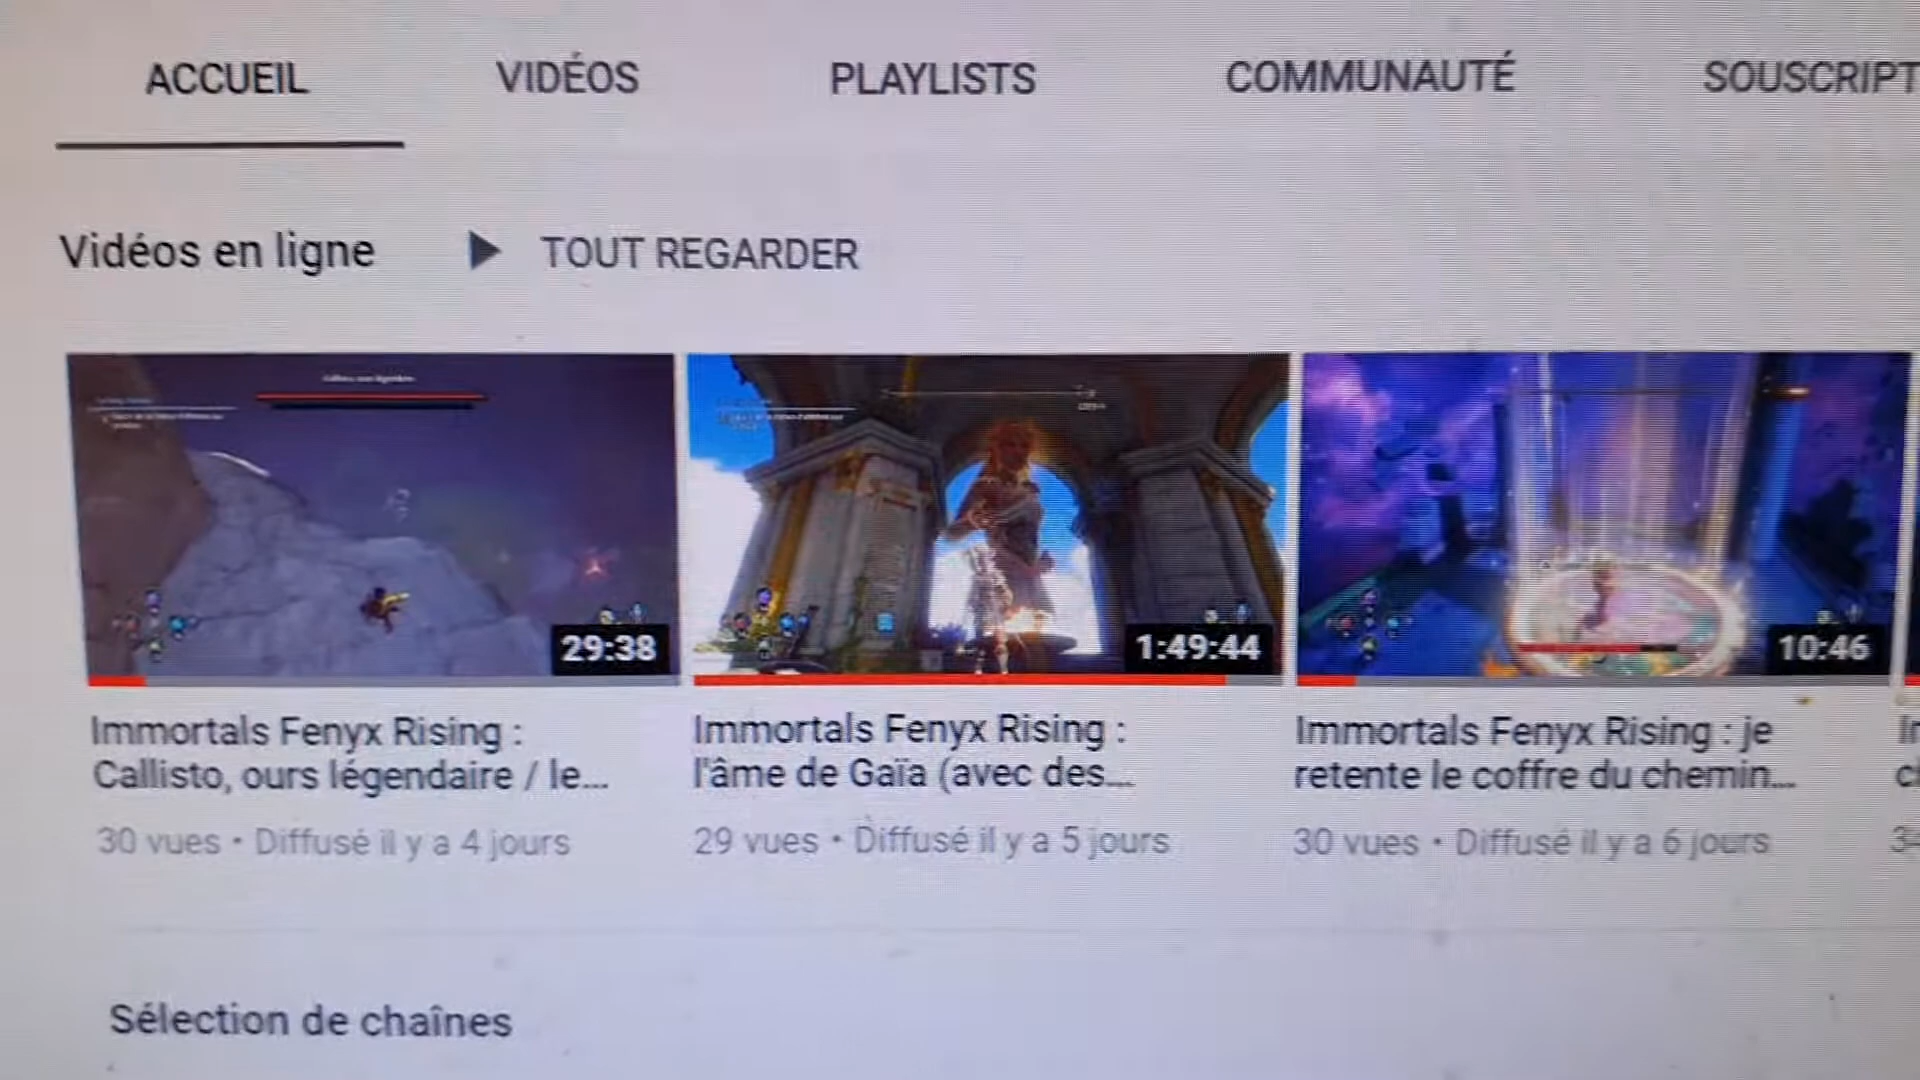 ACCUEIL VIDÉOS PLAYLISTS COMMUNAUTÉ SOUSCRIPT
Vidéos en ligne TOUT REGARDER
29:38 1:49:44 10:46
Immortals Fenyx Rising :
Callisto, ours légendaire / le...
30 vues • Diffusé il y a 4 jours
Immortals Fenyx Rising :
l'âme de Gaïa (avec des...
29 vues • Diffusé il y a 5 jours
Immortals Fenyx Rising : je
retente le coffre du chemin...
30 vues • Diffusé il y a 6 jours
Sélection de chaînes